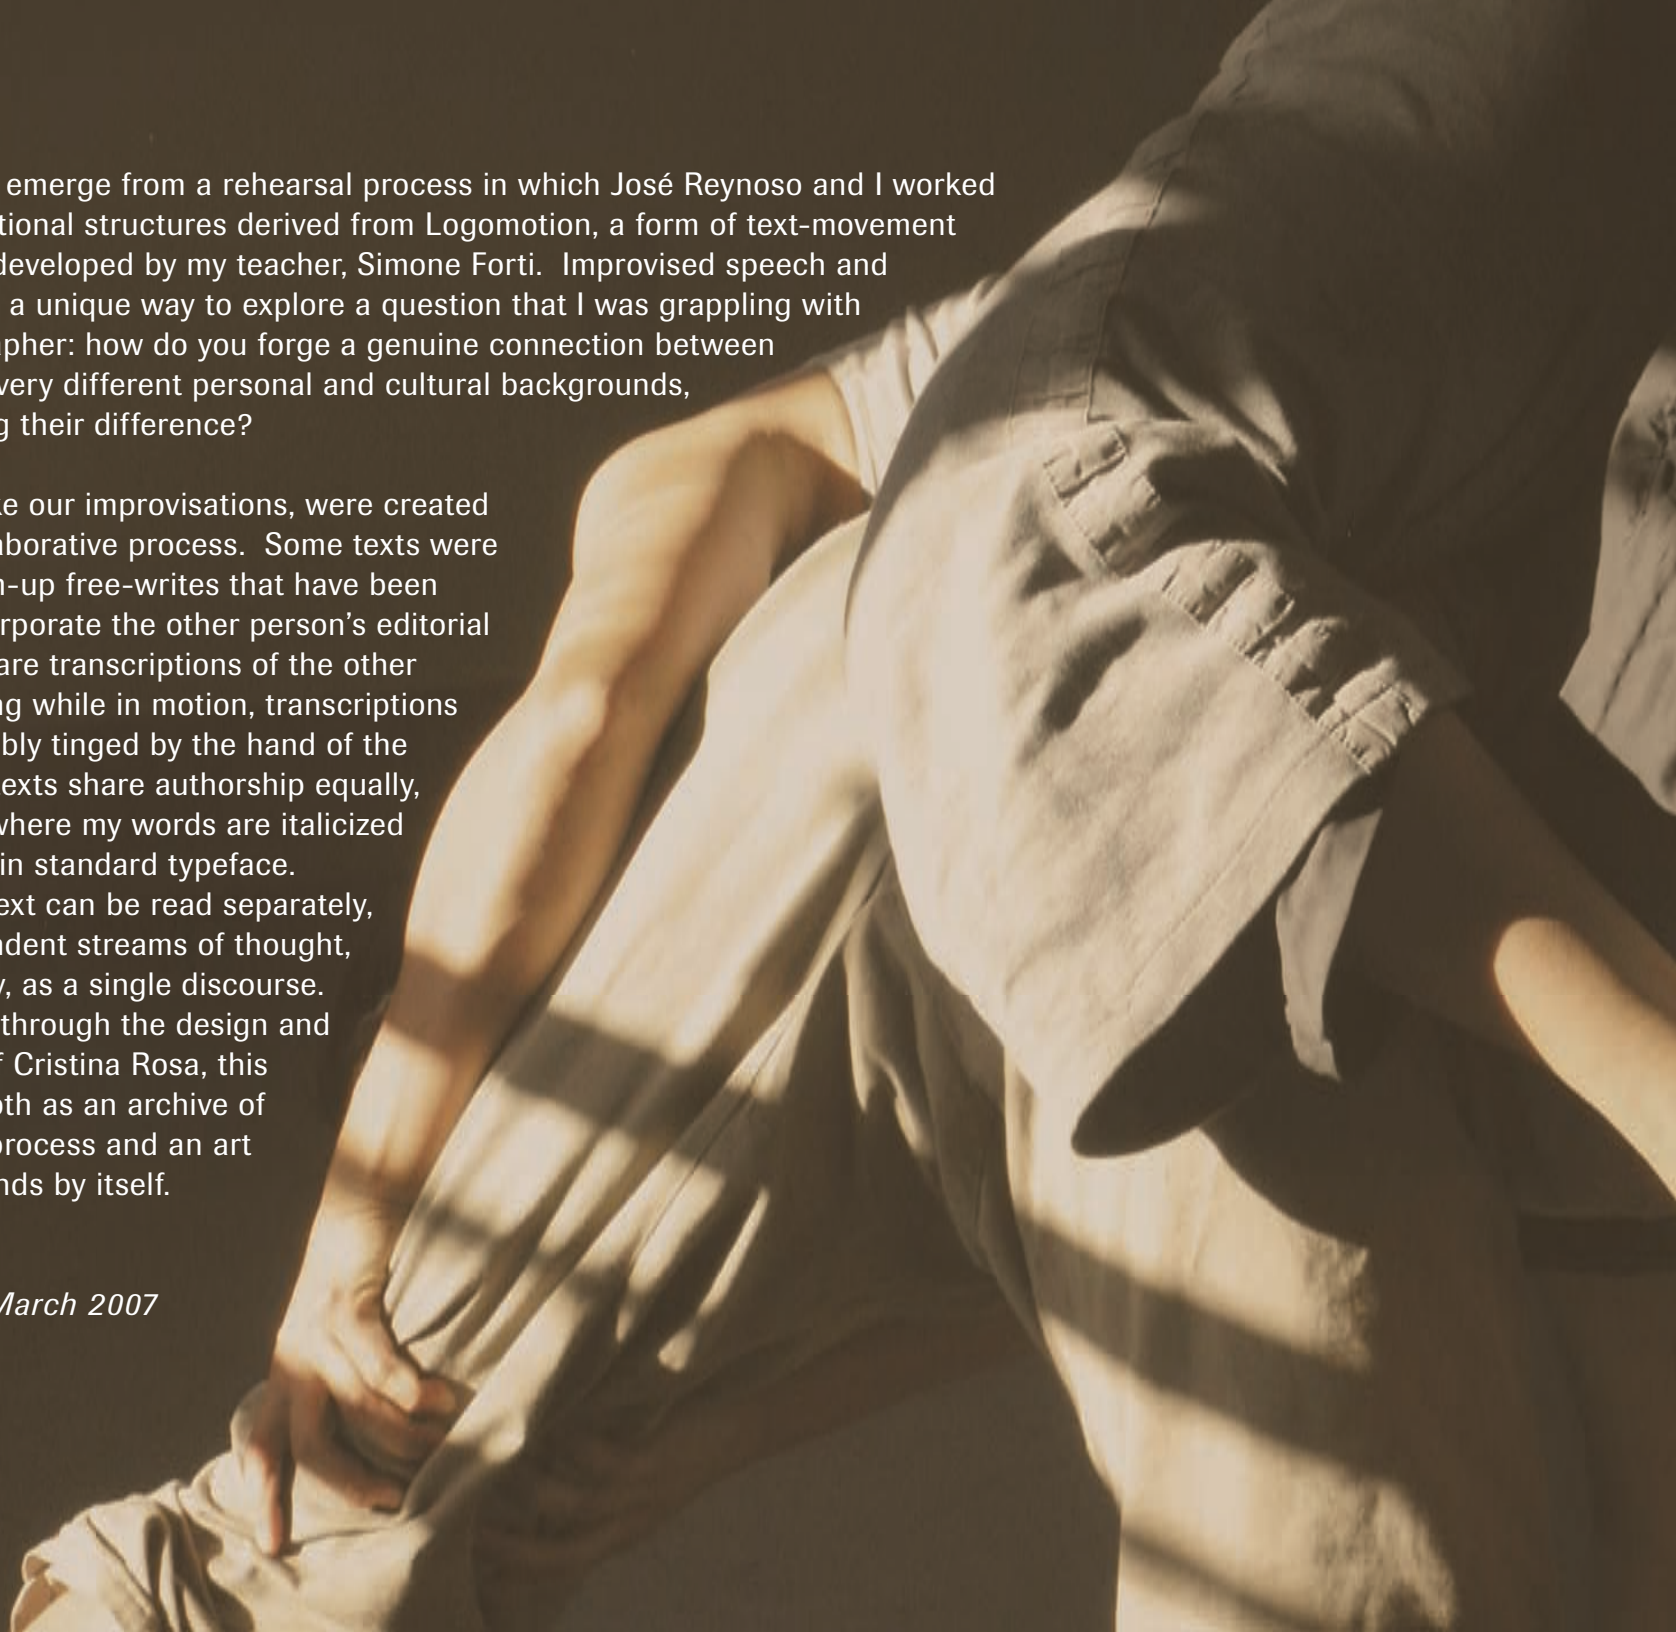 emerge from a rehearsal process in which José Reynoso and I worked
tional structures derived from Logomotion, a form of text-movement
developed by my teacher, Simone Forti. Improvised speech and
a unique way to explore a question that I was grappling with
apher: how do you forge a genuine connection between
very different personal and cultural backgrounds,
g their difference?
ke our improvisations, were created
aborative process. Some texts were
n-up free-writes that have been
rporate the other person’s editorial
are transcriptions of the other
ng while in motion, transcriptions
bly tinged by the hand of the
exts share authorship equally,
where my words are italicized
in standard typeface.
ext can be read separately,
ndent streams of thought,
y, as a single discourse.
through the design and
f Cristina Rosa, this
oth as an archive of
process and an art
nds by itself.
March 2007